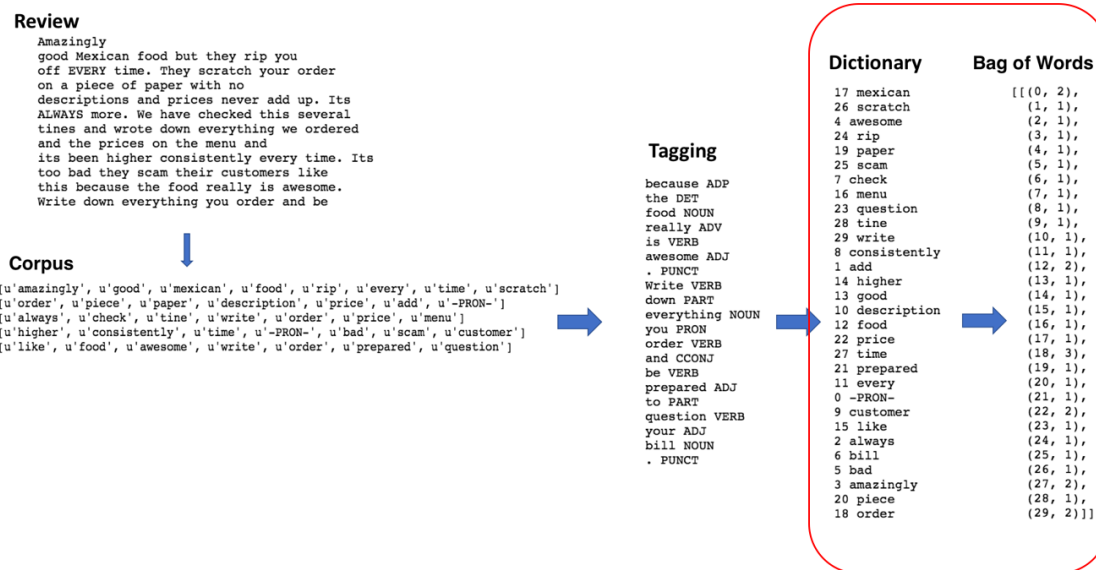 Review
Amazingly
good Mexican food but they rip you
off EVERY time. They scratch your order
on a piece of paper with no
descriptions and prices never add up. Its
ALWAYS more. We have checked this several
tines and wrote down everything we ordered
and the prices on the menu and
its been higher consistently every time. Its
too bad they scam their customers like
this because the food really is awesome.
Write down everything you order and be
Corpus
[u'amazingly', u'good', u'mexican', u'food', u'rip', u'every', u'time', u'scratch']
[u'order', u'piece', u'paper', u'description', u'price', u'add', u'-PRON-']
[u'always', u'check', u'tine', u'write', u'order', u'price', u'menu']
[u'higher', u'consistently', u'time', u'-PRON-', u'bad', u'scam', u'customer']
[u'like', u'food', u'awesome', u'write', u'order', u'prepared', u'question']
Tagging
because ADP
the DET
food NOUN
really ADV
is VERB
awesome ADJ
. PUNCT
Write VERB
down PART
everything NOUN
you PRON
order VERB
and CCONJ
be VERB
prepared ADJ
to PART
question VERB
your ADJ
bill NOUN
. PUNCT
Dictionary
17 mexican
26 scratch
4 awesome
24 rip
19 paper
25 scam
7 check
16 menu
23 question
28 tine
29 write
8 consistently
1 add
14 higher
13 good
10 description
12 food
22 price
27 time
21 prepared
11 every
0 -PRON-
9 customer
15 like
2 always
6 bill
5 bad
3 amazingly
20 piece
18 order
Bag of Words
[[(0, 2),
(1, 1),
(2, 1),
(3, 1),
(4, 1),
(5, 1),
(6, 1),
(7, 1),
(8, 1),
(9, 1),
(10, 1),
(11, 1),
(12, 2),
(13, 1),
(14, 1),
(15, 1),
(16, 1),
(17, 1),
(18, 3),
(19, 1),
(20, 1),
(21, 1),
(22, 2),
(23, 1),
(24, 1),
(25, 1),
(26, 1),
(27, 2),
(28, 1),
(29, 2)]]